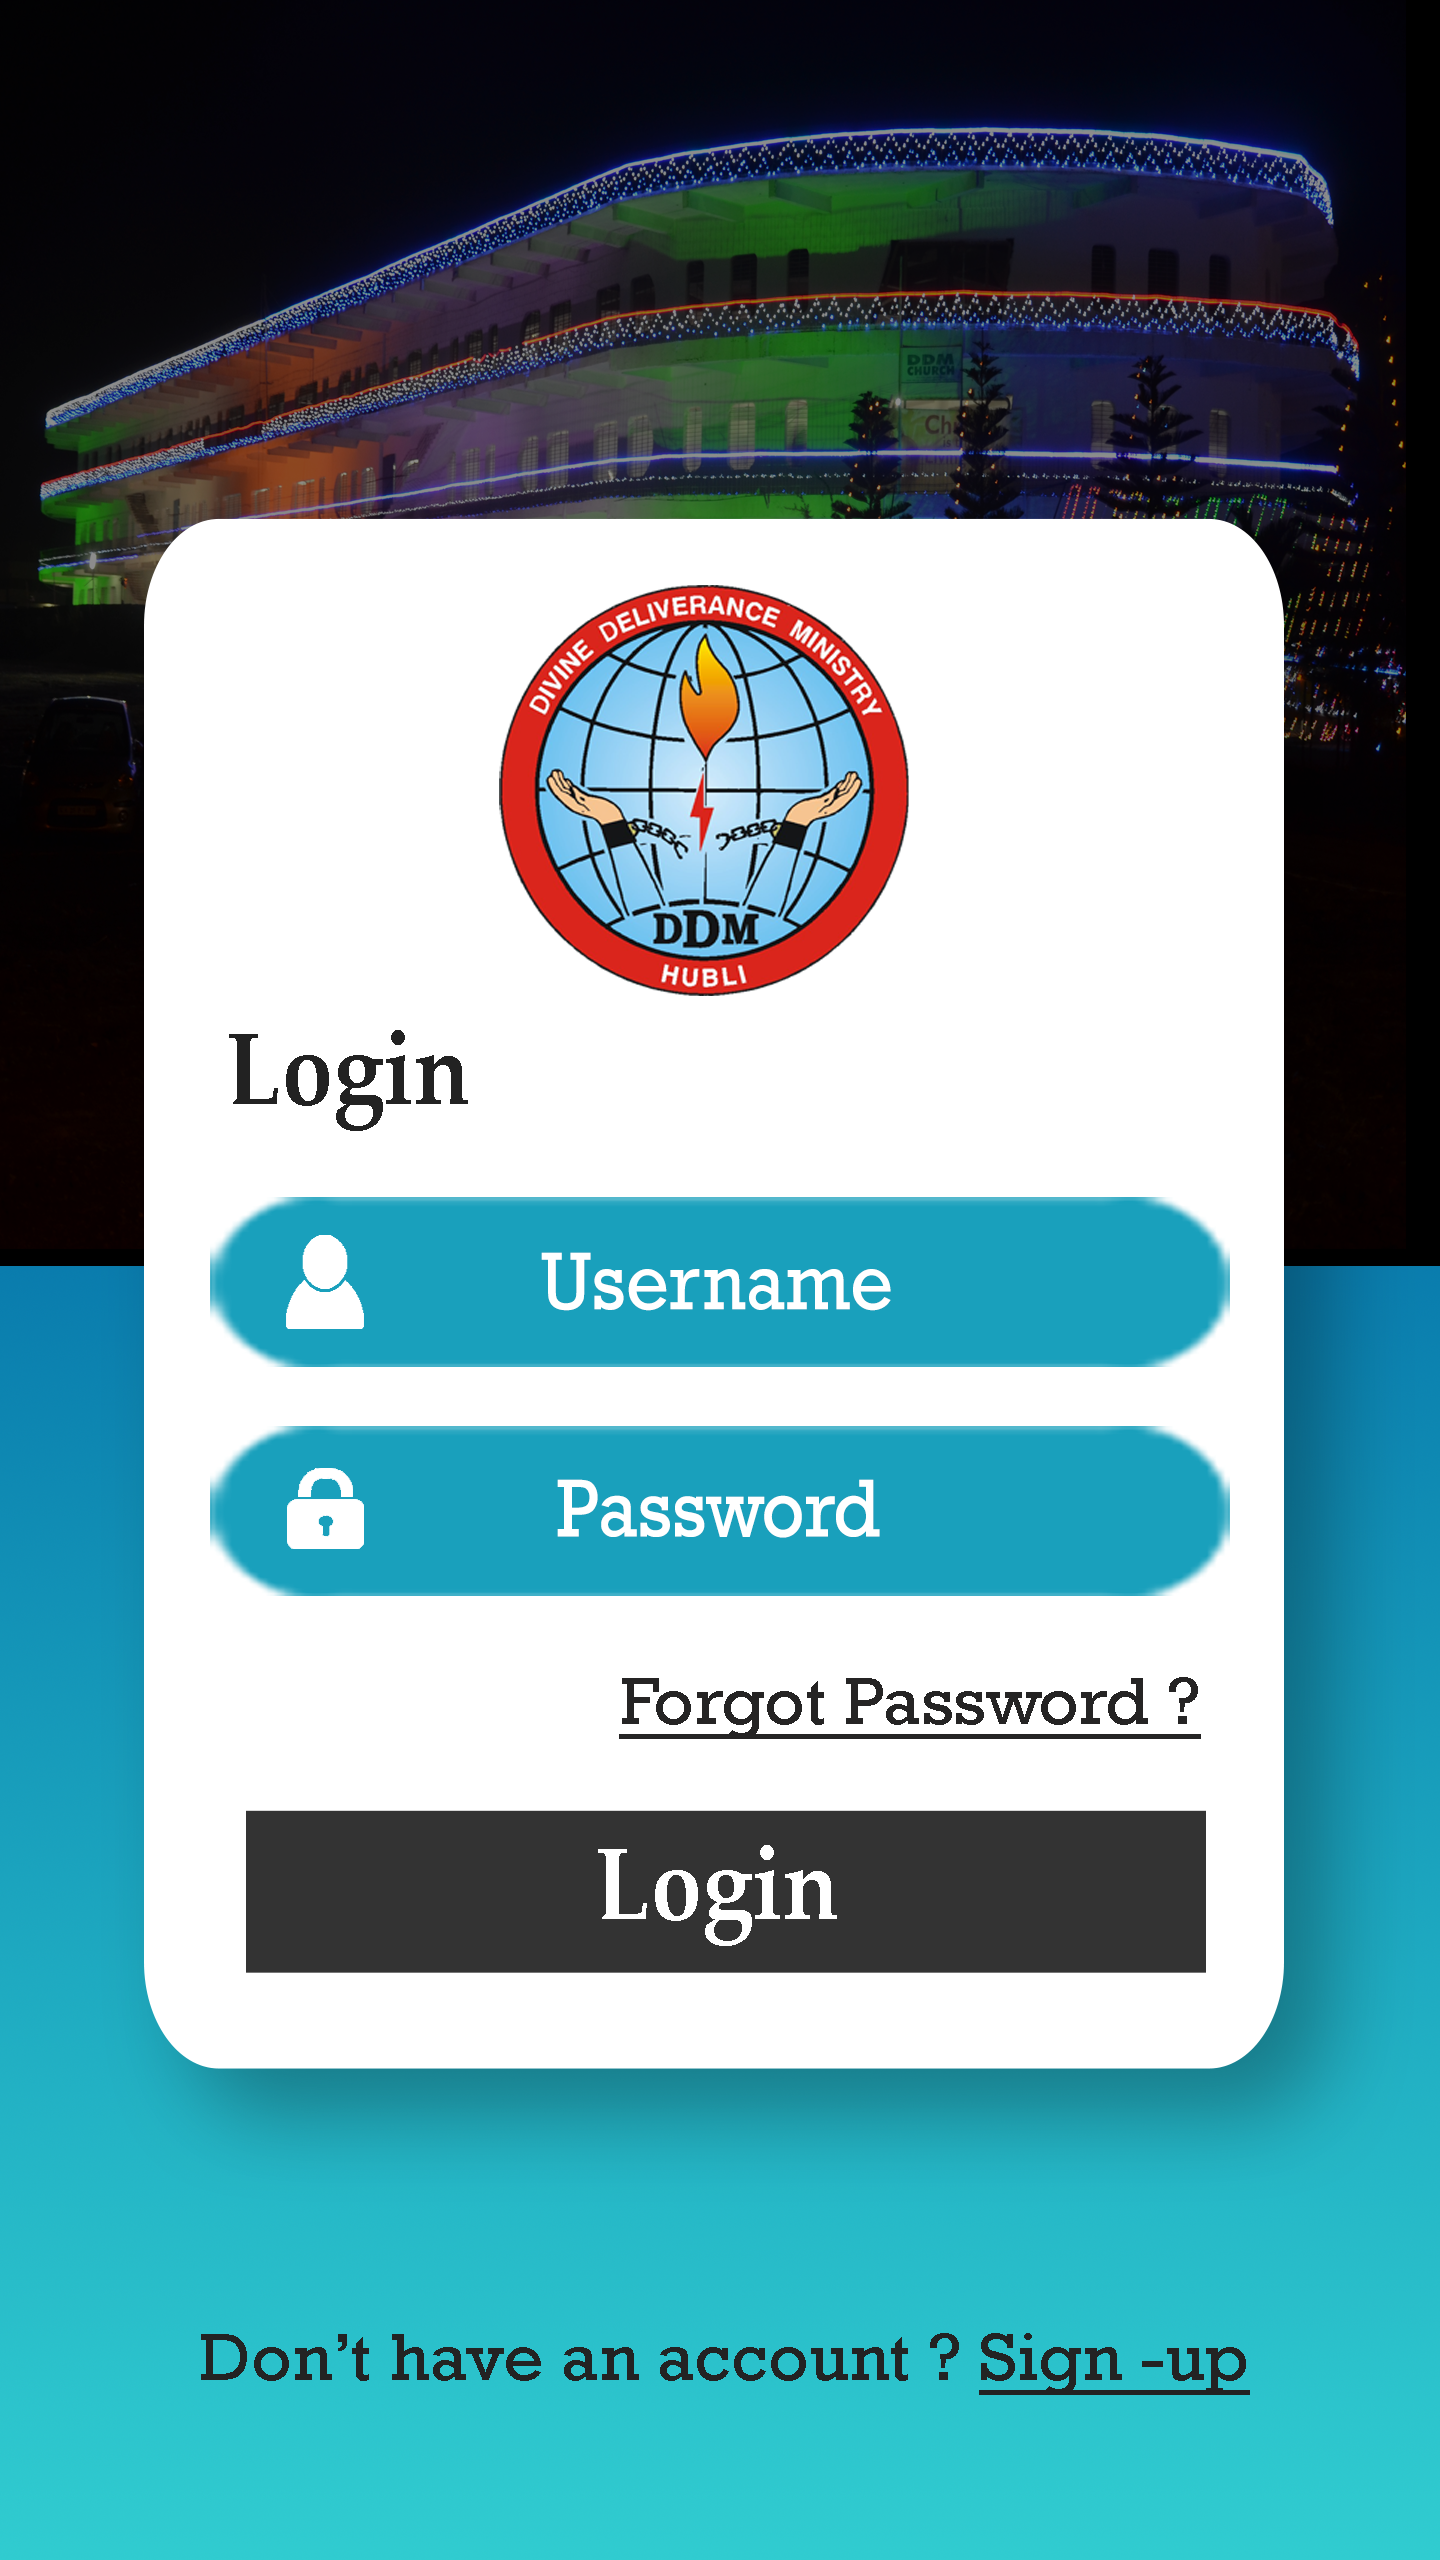 DDM
CHURCH
DIVINE DELIVERANCE MINISTRY
DDM
HUBLI
Login
Username
Password
Forgot Password ?
Login
Don’t have an account ? Sign -up